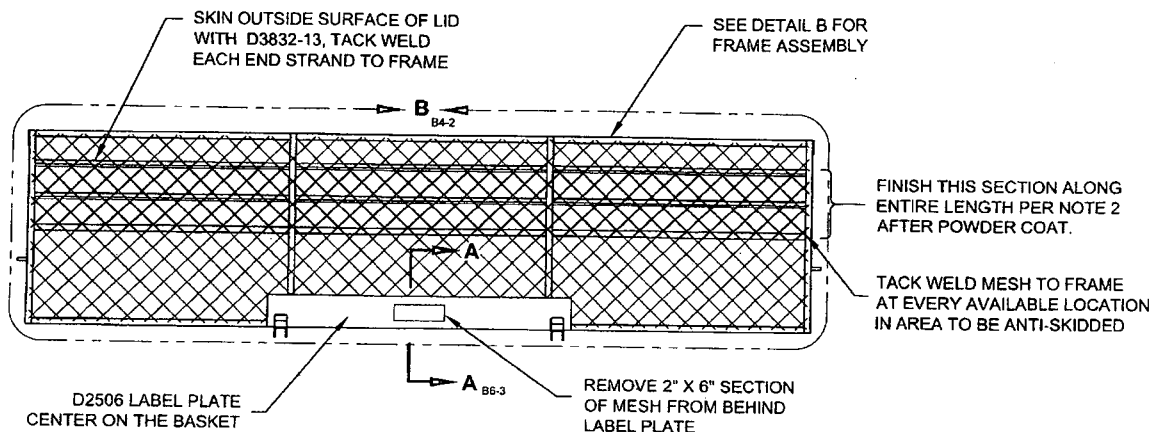 SKIN OUTSIDE SURFACE OF LID
WITH D3832-13, TACK WELD
EACH END STRAND TO FRAME
SEE DETAIL B FOR
FRAME ASSEMBLY
B
B4-2
FINISH THIS SECTION ALONG
ENTIRE LENGTH PER NOTE 2
AFTER POWDER COAT.
A
TACK WELD MESH TO FRAME
AT EVERY AVAILABLE LOCATION
IN AREA TO BE ANTI-SKIDDED
A B6-3
D2506 LABEL PLATE
CENTER ON THE BASKET
REMOVE 2" X 6" SECTION
OF MESH FROM BEHIND
LABEL PLATE